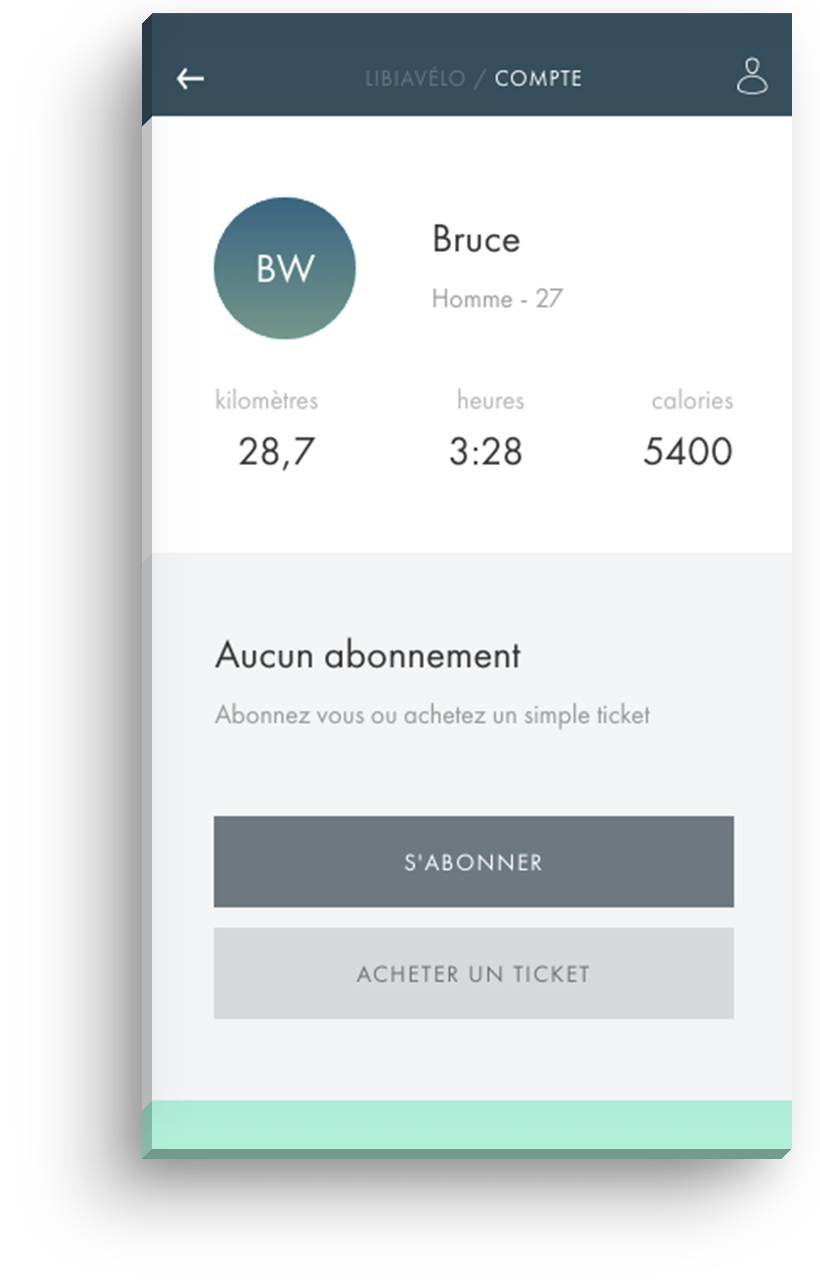 LIBIAVÉLO / COMPTE
BW
Bruce
Homme - 27
kilomètres heures calories
28,7 3:28 5400
Aucun abonnement
Abonnez vous ou achetez un simple ticket
S'ABONNER
ACHETER UN TICKET